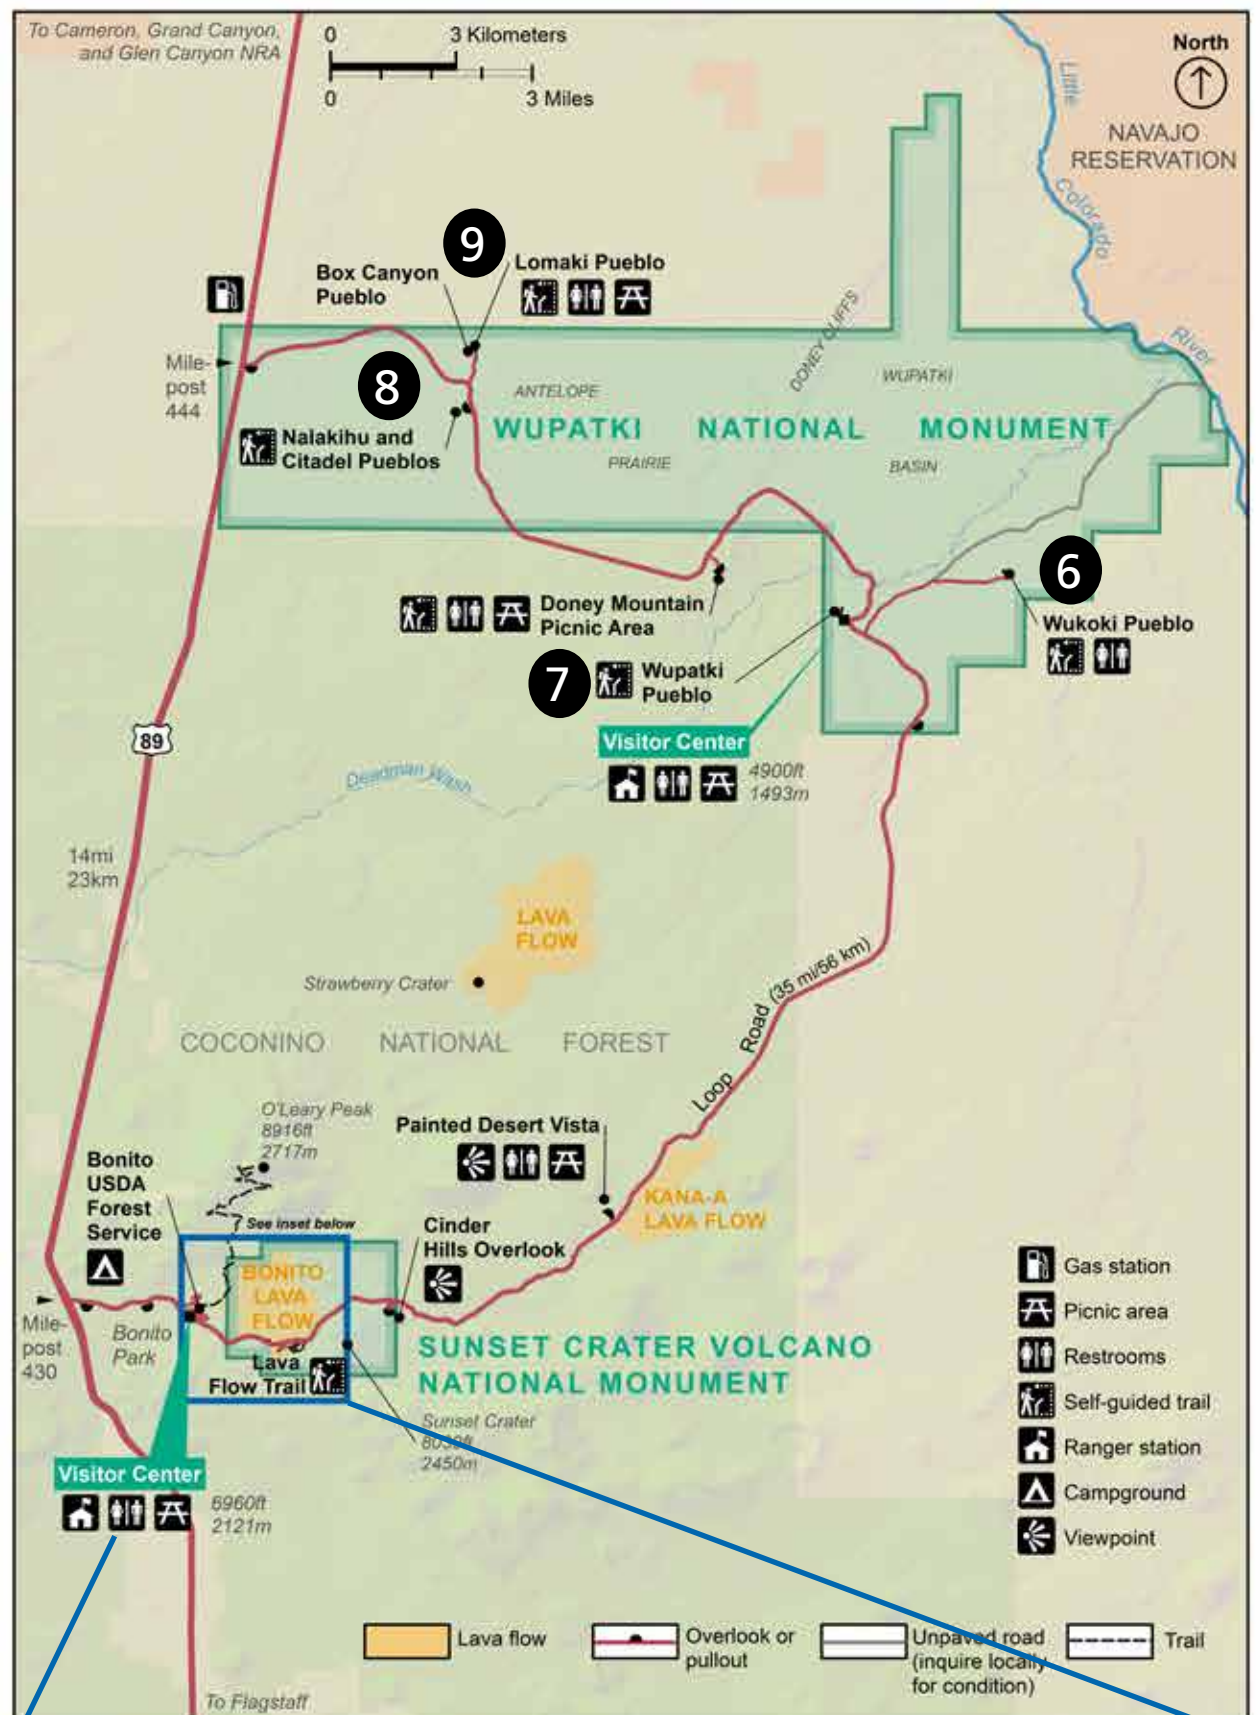 To Cameron, Grand Canyon,
and Glen Canyon NRA
0
3 Kilometers
0
3 Miles
North
NAVAJO
RESERVATION
Little
Colorado
River
9
Lomaki Pueblo
Box Canyon
Pueblo
Mile-
post
444
8
Nalakihu and
Citadel Pueblos
ANTELOPE
PRAIRIE
DONEY CLIFFS
WUPATKI
BASIN
WUPATKI NATIONAL MONUMENT
6
Wukoki Pueblo
Doney Mountain
Picnic Area
7
Wupatki
Pueblo
Visitor Center
4900ft
1493m
89
Deadman Wash
14mi
23km
LAVA
FLOW
Strawberry Crater
COCONINO NATIONAL FOREST
Loop Road (35 mi/56 km)
O'Leary Peak
8916ft
2717m
Painted Desert Vista
KANA-A
LAVA FLOW
Bonito
USDA
Forest
Service
See inset below
Cinder
Hills Overlook
BONITO
LAVA
FLOW
Mile-
post
430
Bonito
Park
Lava
Flow Trail
SUNSET CRATER VOLCANO
NATIONAL MONUMENT
Sunset Crater
8039ft
2450m
Visitor Center
6960ft
2121m
Gas station
Picnic area
Restrooms
Self-guided trail
Ranger station
Campground
Viewpoint
Lava flow
Overlook or
pullout
Unpaved road
(inquire locally
for condition)
Trail
To Flagstaff